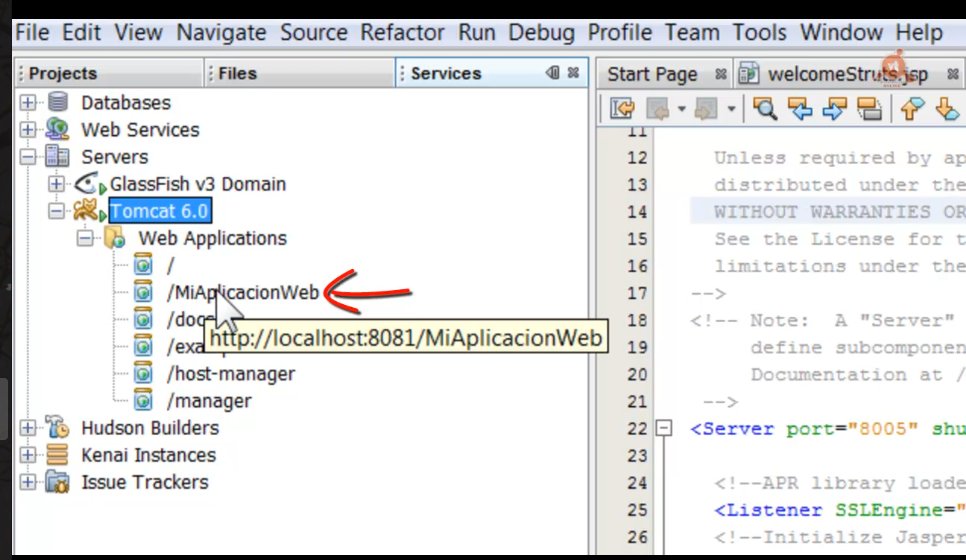 File Edit View Navigate Source Refactor Run Debug Profile Team Tools Window Help
Projects Files Services Start Page welcomeStruts.jsp
Databases
Web Services
Servers
GlassFish v3 Domain
Tomcat 6.0
Web Applications
/
/MiAplicacionWeb
http://localhost:8081/MiAplicacionWeb
/host-manager
/manager
Hudson Builders
Kenai Instances
Issue Trackers
11
12 Unless required by ap
13 distributed under the
14 WITHOUT WARRANTIES OR
15 See the License for t
16 limitations under the
17 -->
18 <!-- Note: A "Server"
19 define subcomponen
20 Documentation at /
21 -->
22 <Server port="8005" shu
23
24 <!--APR library loade
25 <Listener SSLEngine="
26 <!--Initialize Jasper